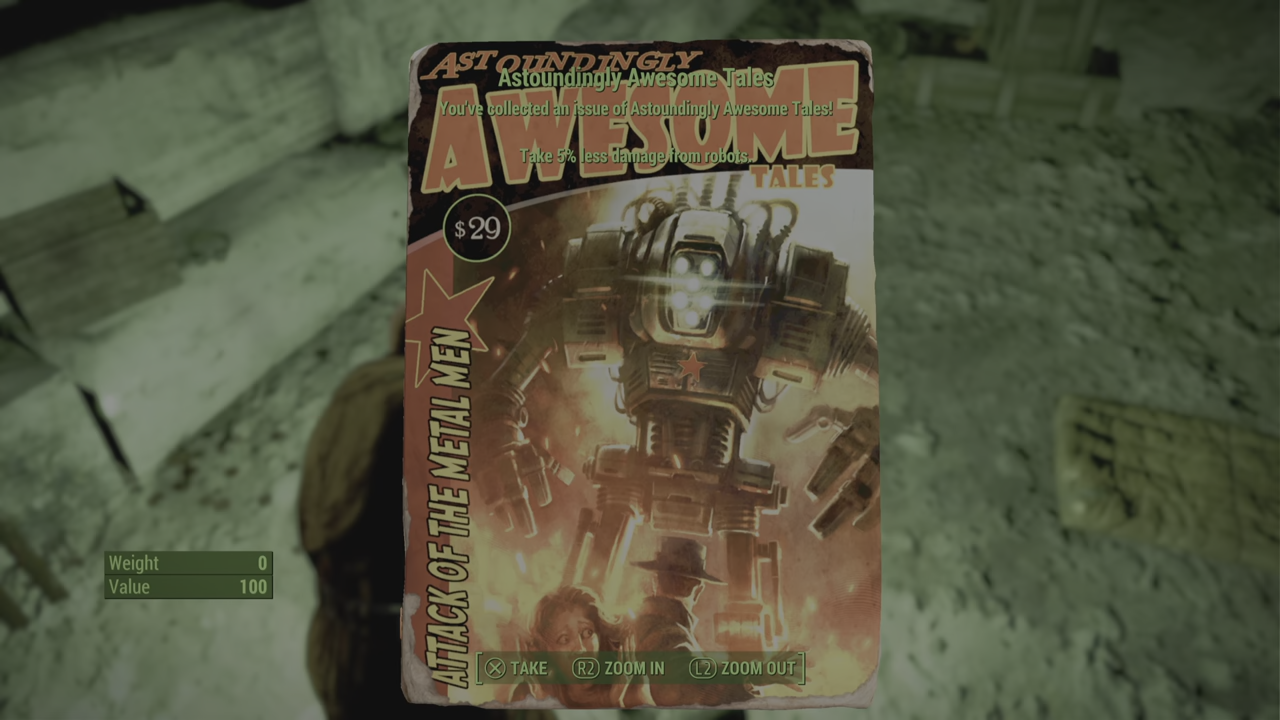 ASTOUNDINGLY
Astoundingly Awesome Tales
You've collected an issue of Astoundingly Awesome Tales!
AWESOME
Take 5% less damage from robots.
TALES
$29
ATTACK OF THE METAL MEN
Weight 0
Value 100
TAKE R2 ZOOM IN L2 ZOOM OUT